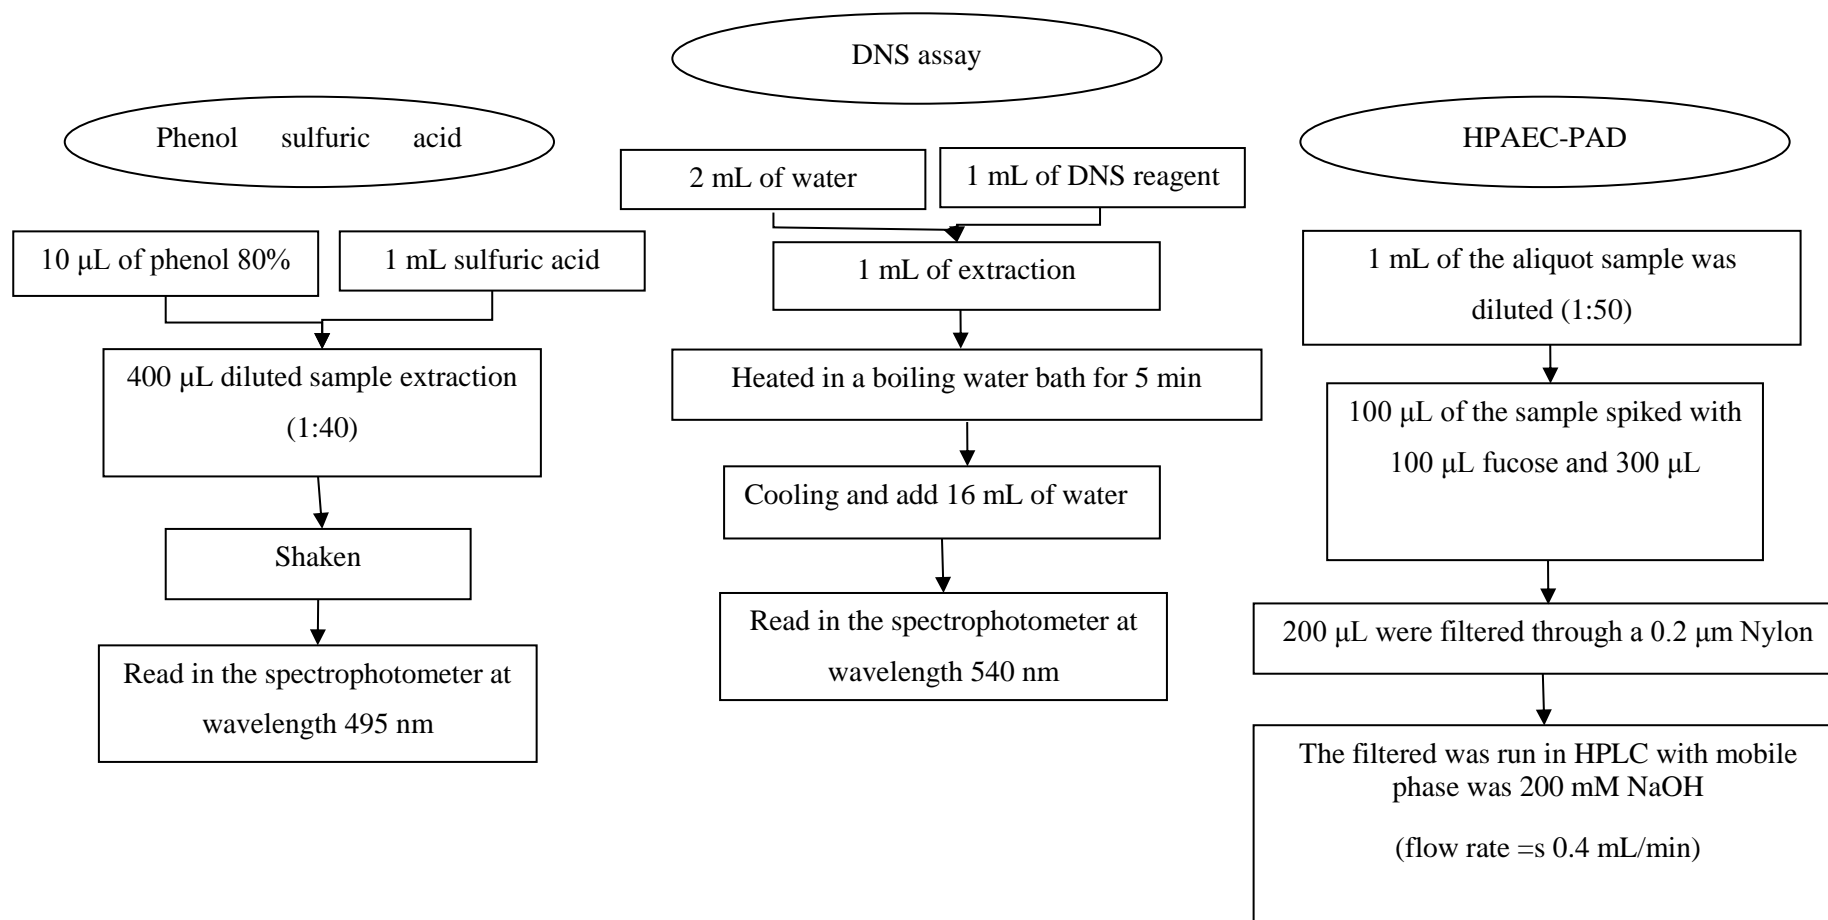 Phenol sulfuric acid
10 μL of phenol 80%
1 mL sulfuric acid
400 μL diluted sample extraction
(1:40)
Shaken
Read in the spectrophotometer at
wavelength 495 nm
DNS assay
2 mL of water
1 mL of DNS reagent
1 mL of extraction
Heated in a boiling water bath for 5 min
Cooling and add 16 mL of water
Read in the spectrophotometer at
wavelength 540 nm
HPAEC-PAD
1 mL of the aliquot sample was
diluted (1:50)
100 μL of the sample spiked with
100 μL fucose and 300 μL
200 μL were filtered through a 0.2 μm Nylon
The filtered was run in HPLC with mobile
phase was 200 mM NaOH
(flow rate =s 0.4 mL/min)